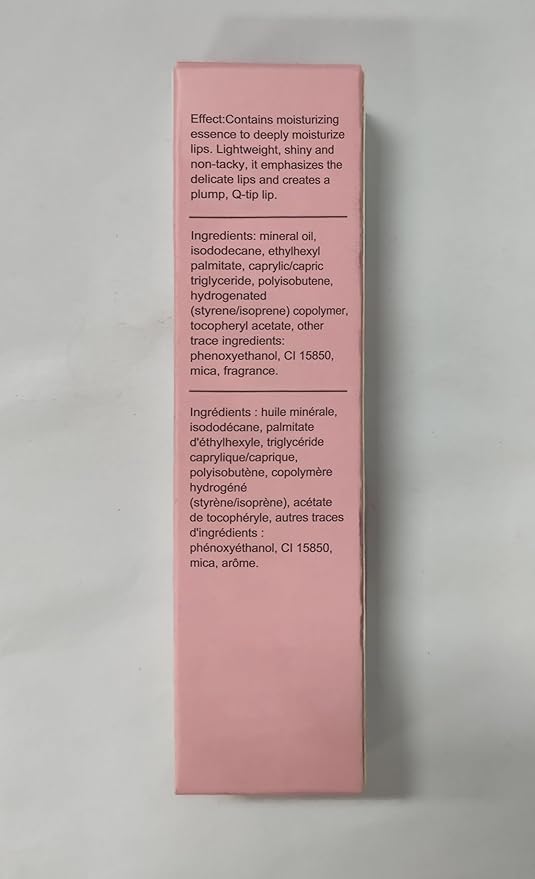 Effect:Contains moisturizing
essence to deeply moisturize
lips. Lightweight, shiny and
non-tacky, it emphasizes the
delicate lips and creates a
plump, Q-tip lip.
Ingredients: mineral oil,
isododecane, ethylhexyl
palmitate, caprylic/capric
triglyceride, polyisobutene,
hydrogenated
(styrene/isoprene) copolymer,
tocopheryl acetate, other
trace ingredients:
phenoxyethanol, CI 15850,
mica, fragrance.
Ingrédients : huile minérale,
isododécane, palmitate
d'éthylhexyle, triglycéride
caprylique/caprique,
polyisobutène, copolymère
hydrogéné
(styrène/isoprène), acétate
de tocophéryle, autres traces
d'ingrédients :
phénoxyéthanol, CI 15850,
mica, arôme.